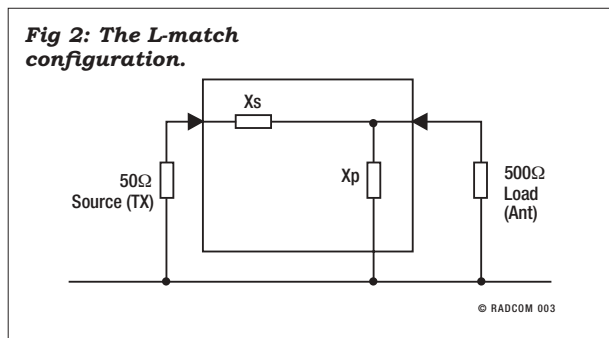 Fig 2: The L-match
configuration.
Xs
Xp
50Ω
Source (TX)
500Ω
Load
(Ant)
© RADCOM 003